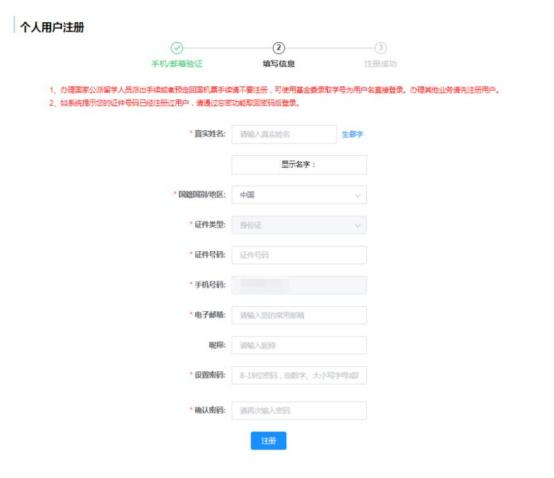 个人用户注册
2
3
手机/邮箱验证
填写信息
注册成功
1、办理国家公派留学人员派出手续或者预定回国机票手续请不要注册，可使用基金委录取学号为用户名直接登录。办理其他业务请先注册用户。
2、如系统提示您的证件号码已经注册过用户，请通过忘密功能取回密码后登录。
* 真实姓名: 请输入真实姓名 生僻字
显示名字：
* 国籍国别/地区: 中国
* 证件类型: 身份证
* 证件号码: 证件号码
* 手机号码:
* 电子邮箱: 请输入您的常用邮箱
昵称: 请输入昵称
* 设置密码: 8-18位密码，由数字、大小写字母或
* 确认密码: 请再次输入密码
注册